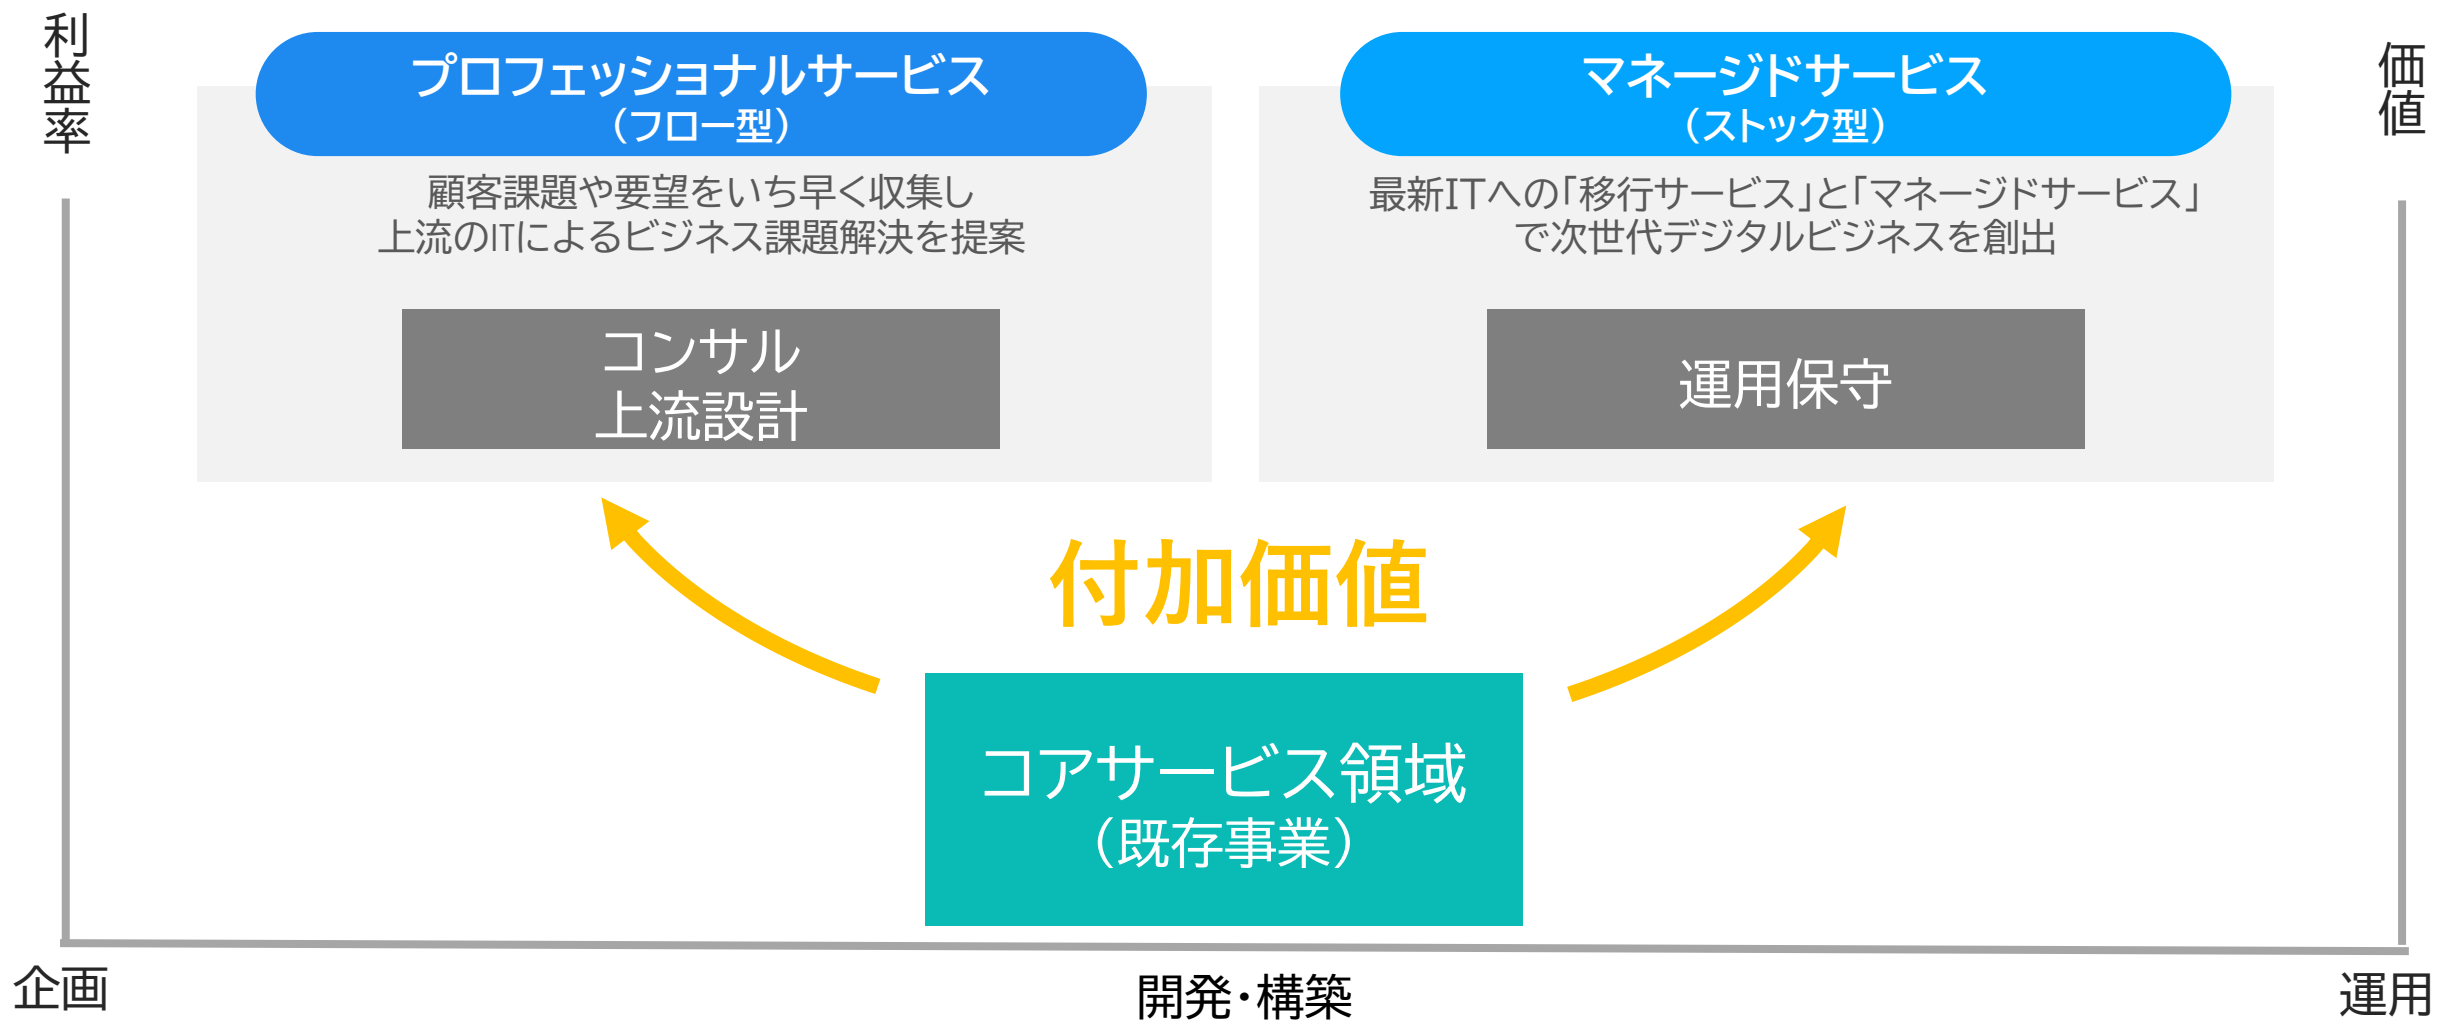 利益率
価値
プロフェッショナルサービス
（フロー型）
顧客課題や要望をいち早く収集し
上流のITによるビジネス課題解決を提案
コンサル
上流設計
マネージドサービス
（ストック型）
最新ITへの「移行サービス」と「マネージドサービス」
で次世代デジタルビジネスを創出
運用保守
付加価値
コアサービス領域
（既存事業）
企画
開発・構築
運用